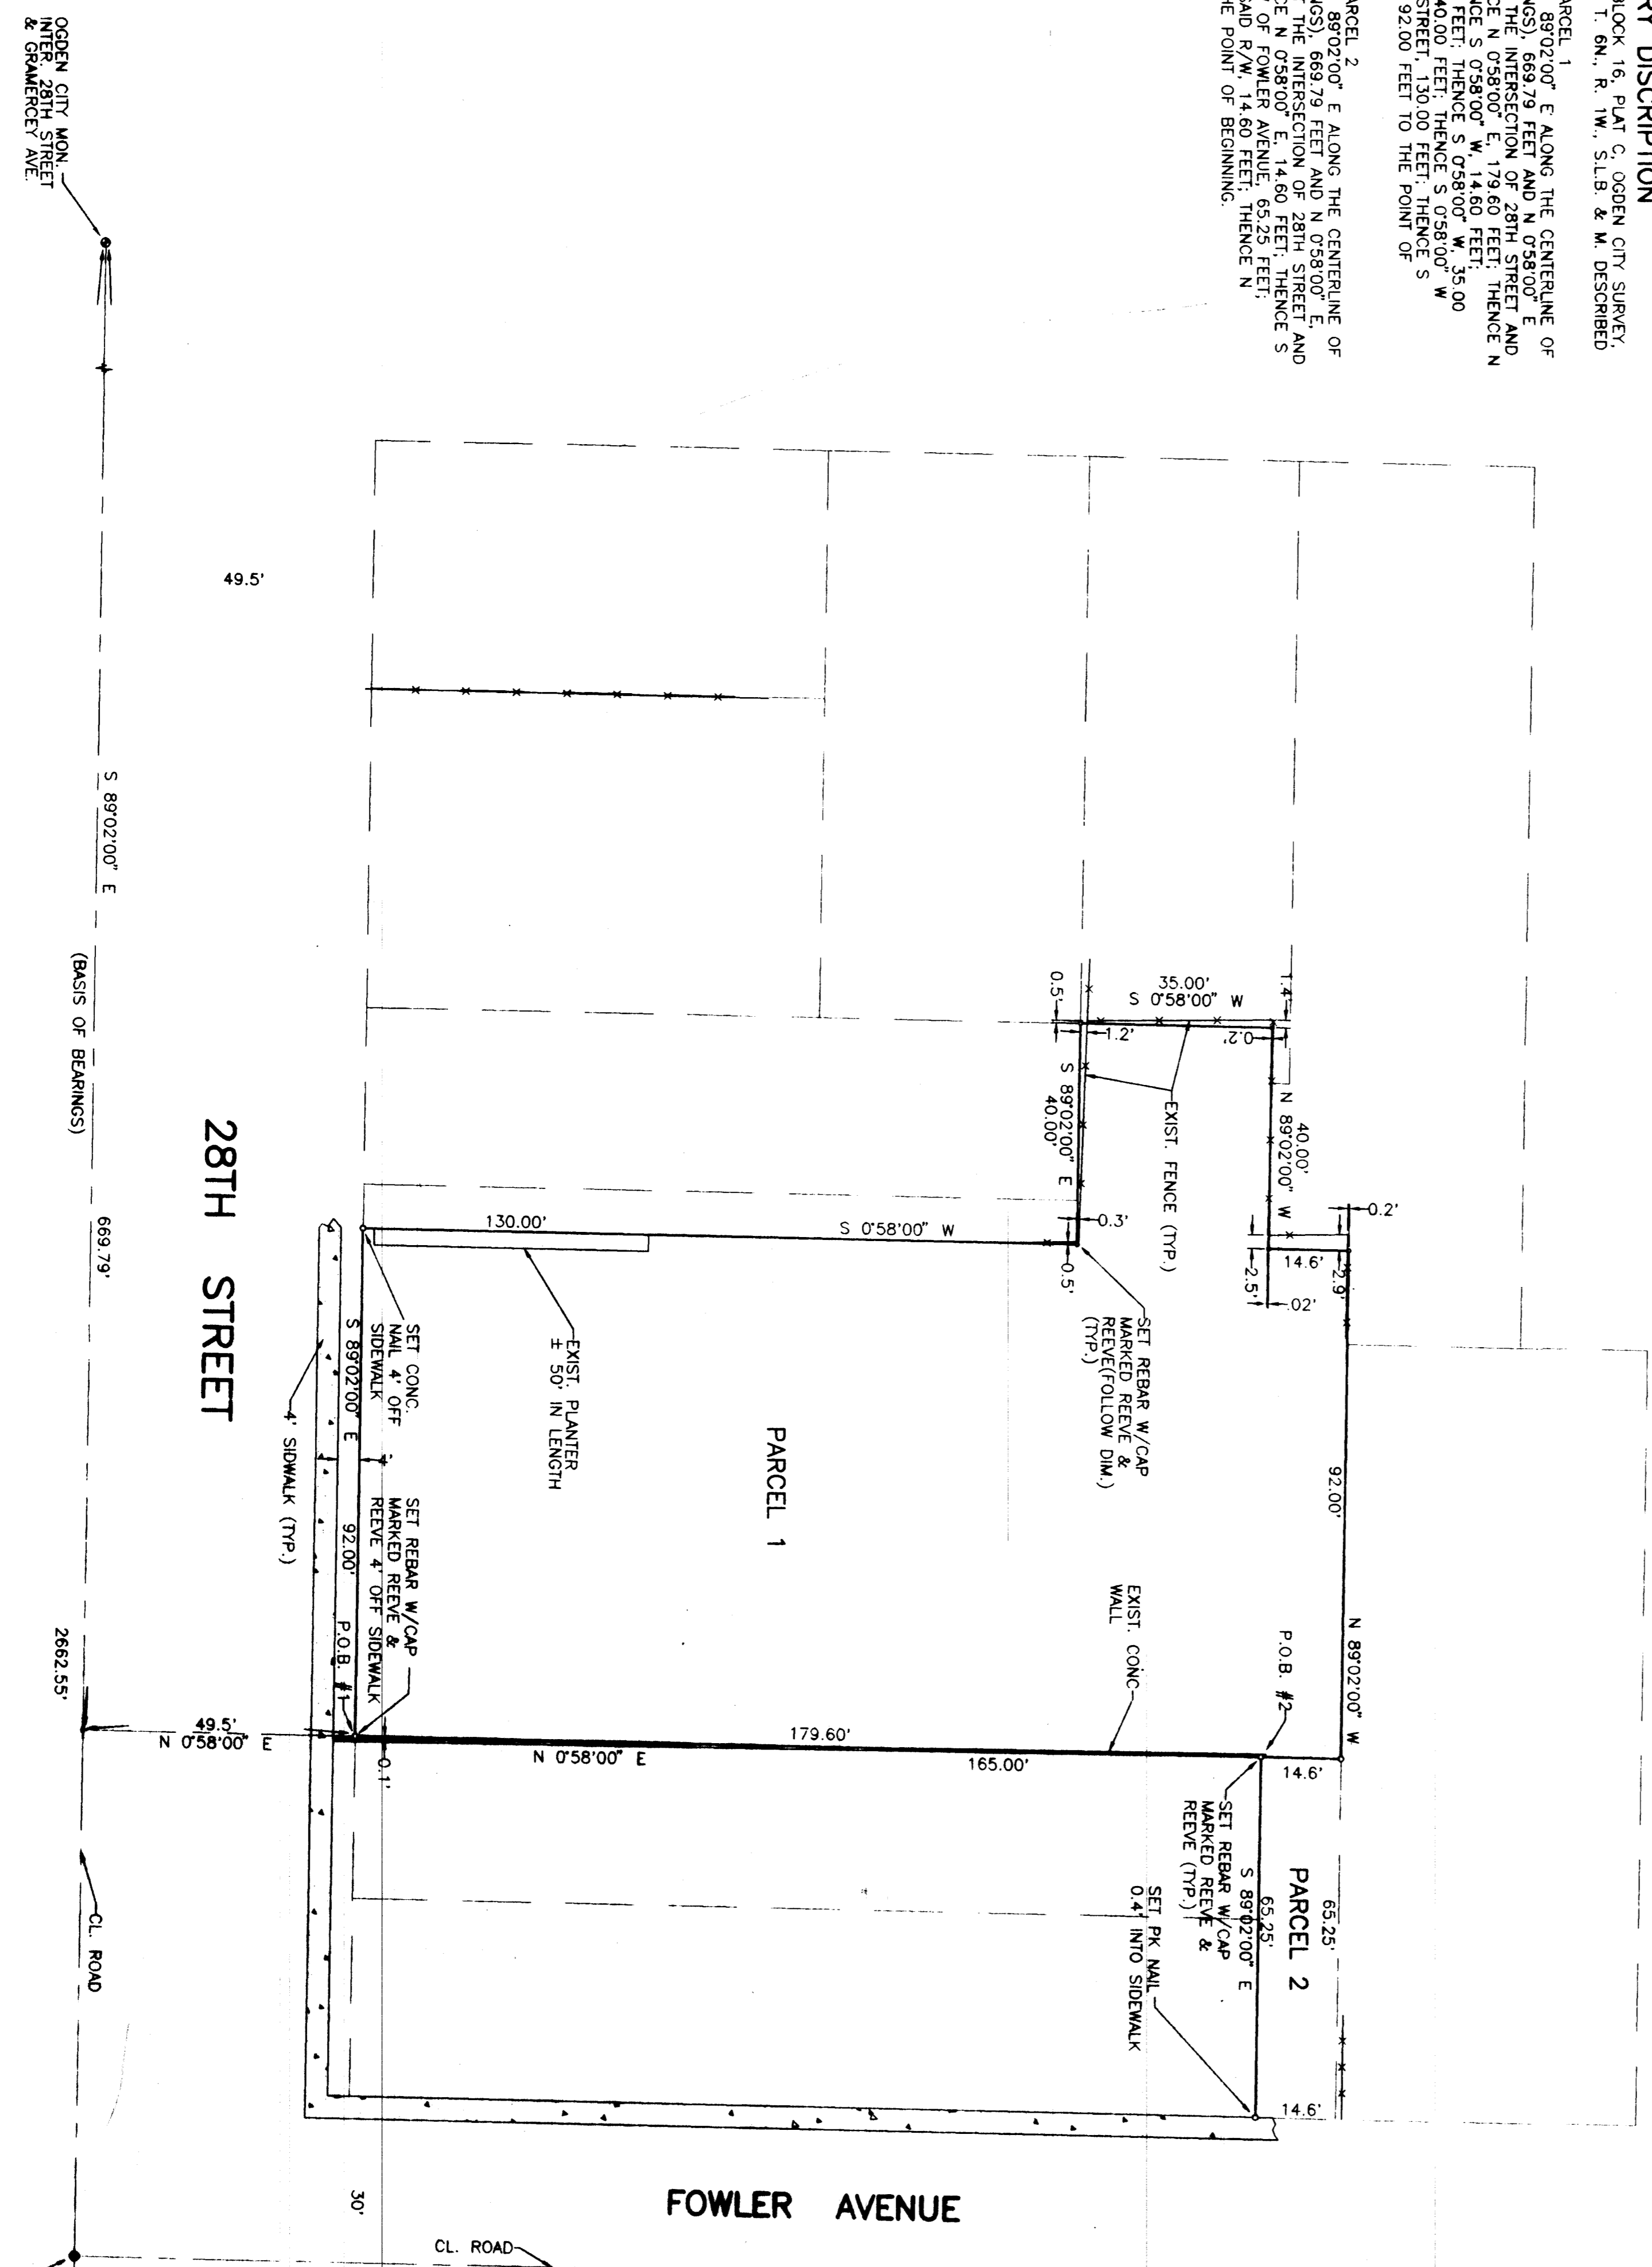 RY DISCRIPTION
BLOCK 16, PLAT C, OGDEN CITY SURVEY,
T. 6N., R. 1W., S.L.B. & M. DESCRIBED
ARCEL 1
89°02'00" E ALONG THE CENTERLINE OF
NGS), 669.79 FEET AND N 0°58'00" E
THE INTERSECTION OF 28TH STREET AND
CE N 0°58'00" E, 179.60 FEET; THENCE N
NCE S 0°58'00" W, 14.60 FEET;
FEET; THENCE S 0°58'00" W, 35.00
40.00 FEET; THENCE S 0°58'00" W
STREET, 130.00 FEET; THENCE S
92.00 FEET TO THE POINT OF
ARCEL 2
89°02'00" E ALONG THE CENTERLINE OF
NGS), 669.79 FEET AND N 0°58'00" E,
T THE INTERSECTION OF 28TH STREET AND
CE N 0°58'00" E, 14.60 FEET; THENCE S
OF FOWLER AVENUE, 65.25 FEET;
SAID R/W, 14.60 FEET; THENCE N
HE POINT OF BEGINNING.
OGDEN CITY MON.
INTER. 28TH STREET
& GRAMERCEY AVE.
49.5'
S 89°02'00" E
(BASIS OF BEARINGS)
669.79'
2662.55'
28TH STREET
35.00'
S 0°58'00" W
1.4'
0.5'
1.2'
0.2'
S 89°02'00" E
40.00'
40.00'
N 89°02'00" W
EXIST. FENCE (TYP.)
0.2'
14.6'
2.9'
2.5'
02'
0.3'
0.5'
130.00'
S 0°58'00" W
SET REBAR W/CAP
MARKED REEVE &
REEVE(FOLLOW DIM.)
(TYP.)
EXIST. PLANTER
± 50' IN LENGTH
SET CONC.
NAIL 4' OFF
SIDEWALK
S 89°02'00" E
92.00'
P.O.B. #1
4'
4' SIDWALK (TYP.)
SET REBAR W/CAP
MARKED REEVE &
REEVE 4' OFF SIDEWALK
PARCEL 1
92.00'
N 89°02'00" W
EXIST. CONC
WALL
P.O.B. #2
49.5'
N 0°58'00" E
0.1'
N 0°58'00" E
179.60'
165.00'
14.6'
SET REBAR W/CAP
MARKED REEVE &
REEVE (TYP.)
S 89°02'00" E
65.25'
PARCEL 2
65.25'
SET PK NAIL
0.4' INTO SIDEWALK
14.6'
CL. ROAD
30'
FOWLER AVENUE
CL. ROAD